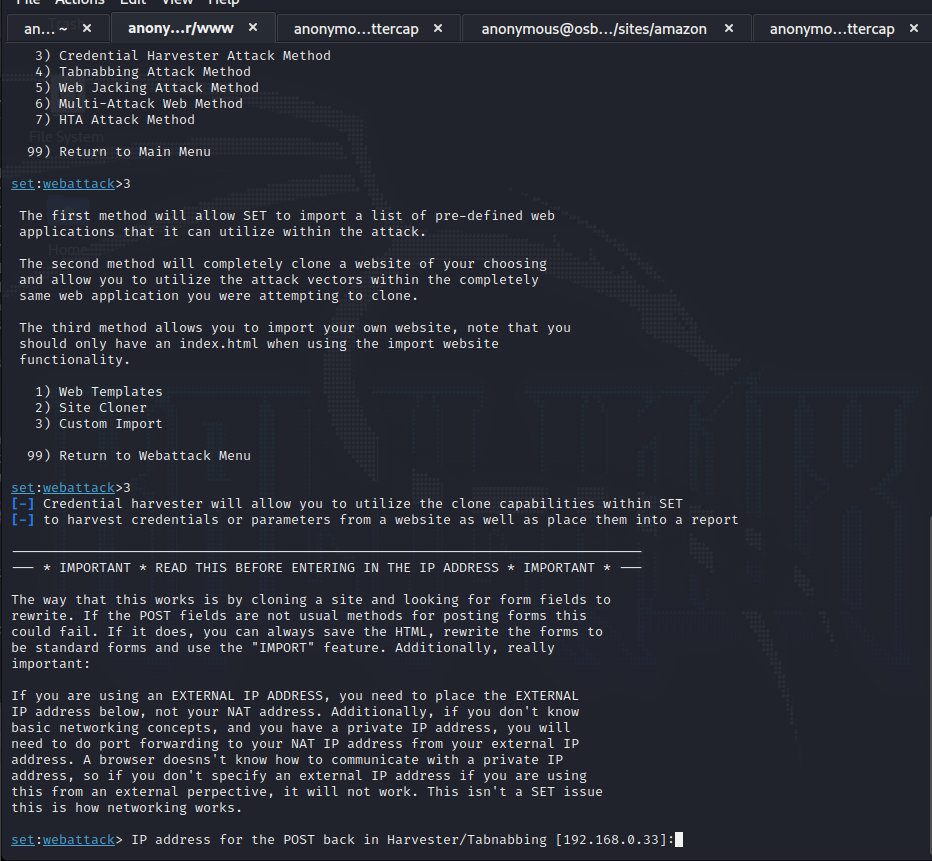 File Actions Edit View Help
an... ~ × anony...r/www × anonymo...ttercap × anonymous@osb.../sites/amazon × anonymo...ttercap ×
3) Credential Harvester Attack Method
4) Tabnabbing Attack Method
5) Web Jacking Attack Method
6) Multi-Attack Web Method
7) HTA Attack Method
File System
99) Return to Main Menu
set:webattack>3
The first method will allow SET to import a list of pre-defined web
applications that it can utilize within the attack.
Home
The second method will completely clone a website of your choosing
and allow you to utilize the attack vectors within the completely
same web application you were attempting to clone.
The third method allows you to import your own website, note that you
should only have an index.html when using the import website
functionality.
1) Web Templates
2) Site Cloner
3) Custom Import
99) Return to Webattack Menu
set:webattack>3
[-] Credential harvester will allow you to utilize the clone capabilities within SET
[-] to harvest credentials or parameters from a website as well as place them into a report
--- * IMPORTANT * READ THIS BEFORE ENTERING IN THE IP ADDRESS * IMPORTANT * ---
The way that this works is by cloning a site and looking for form fields to
rewrite. If the POST fields are not usual methods for posting forms this
could fail. If it does, you can always save the HTML, rewrite the forms to
be standard forms and use the "IMPORT" feature. Additionally, really
important:
If you are using an EXTERNAL IP ADDRESS, you need to place the EXTERNAL
IP address below, not your NAT address. Additionally, if you don't know
basic networking concepts, and you have a private IP address, you will
need to do port forwarding to your NAT IP address from your external IP
address. A browser doesns't know how to communicate with a private IP
address, so if you don't specify an external IP address if you are using
this from an external perpective, it will not work. This isn't a SET issue
this is how networking works.
set:webattack> IP address for the POST back in Harvester/Tabnabbing [192.168.0.33]: